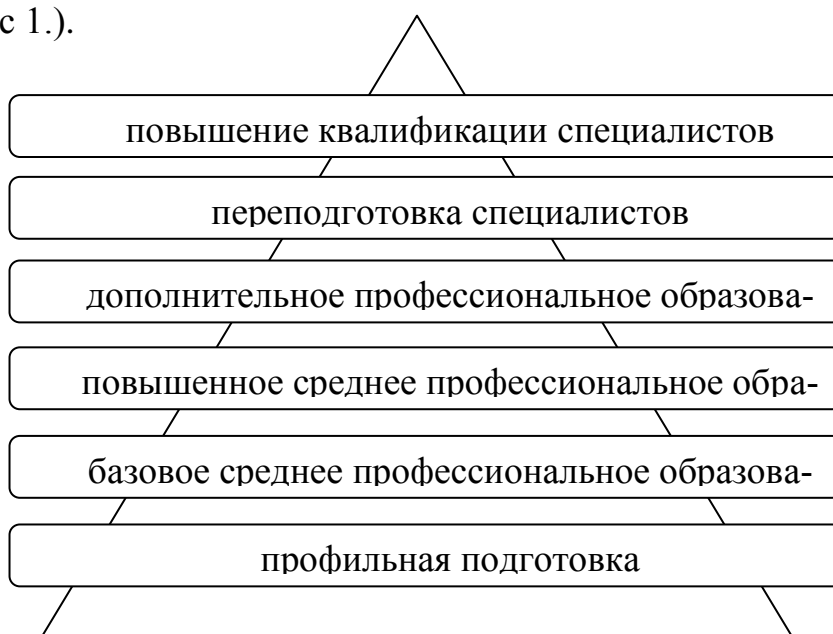 с 1.).
повышение квалификации специалистов
переподготовка специалистов
дополнительное профессиональное образова-
повышенное среднее профессиональное обра-
базовое среднее профессиональное образова-
профильная подготовка